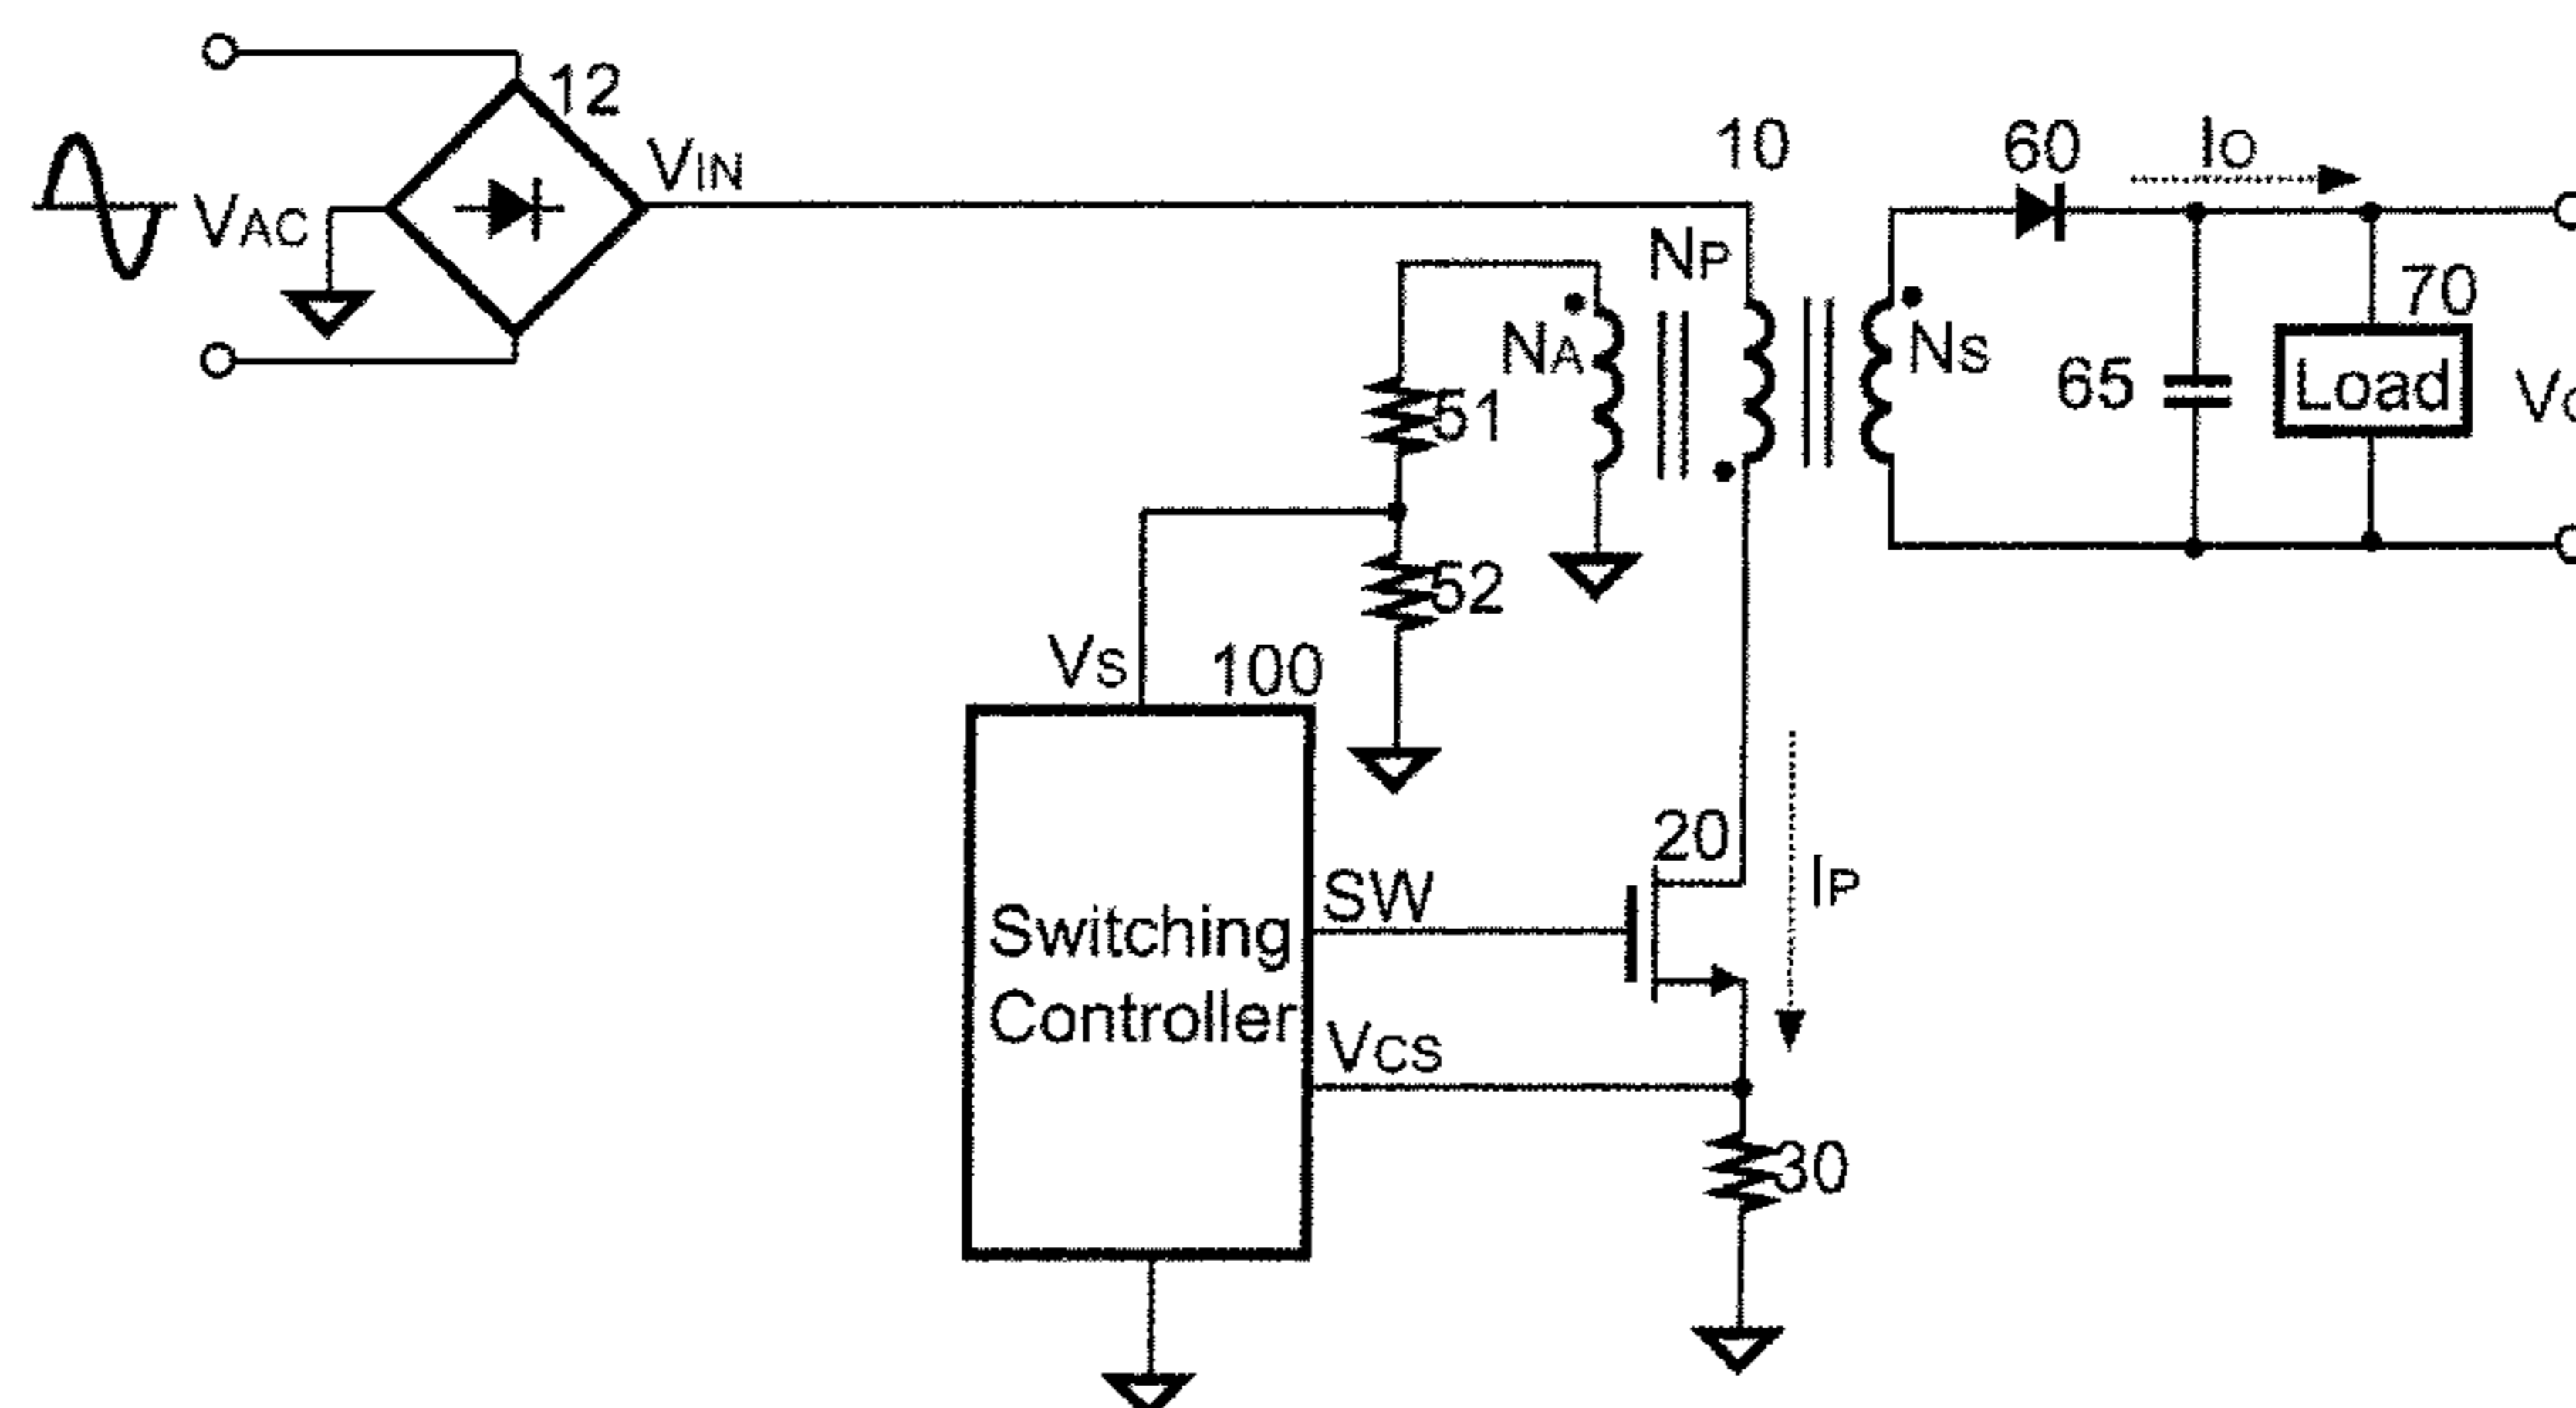 12
VIN
VAC
10
60
IO
NP
NA
NS
70
65
Load
51
52
VS
100
20
SW
IP
Switching
Controller
VCS
30